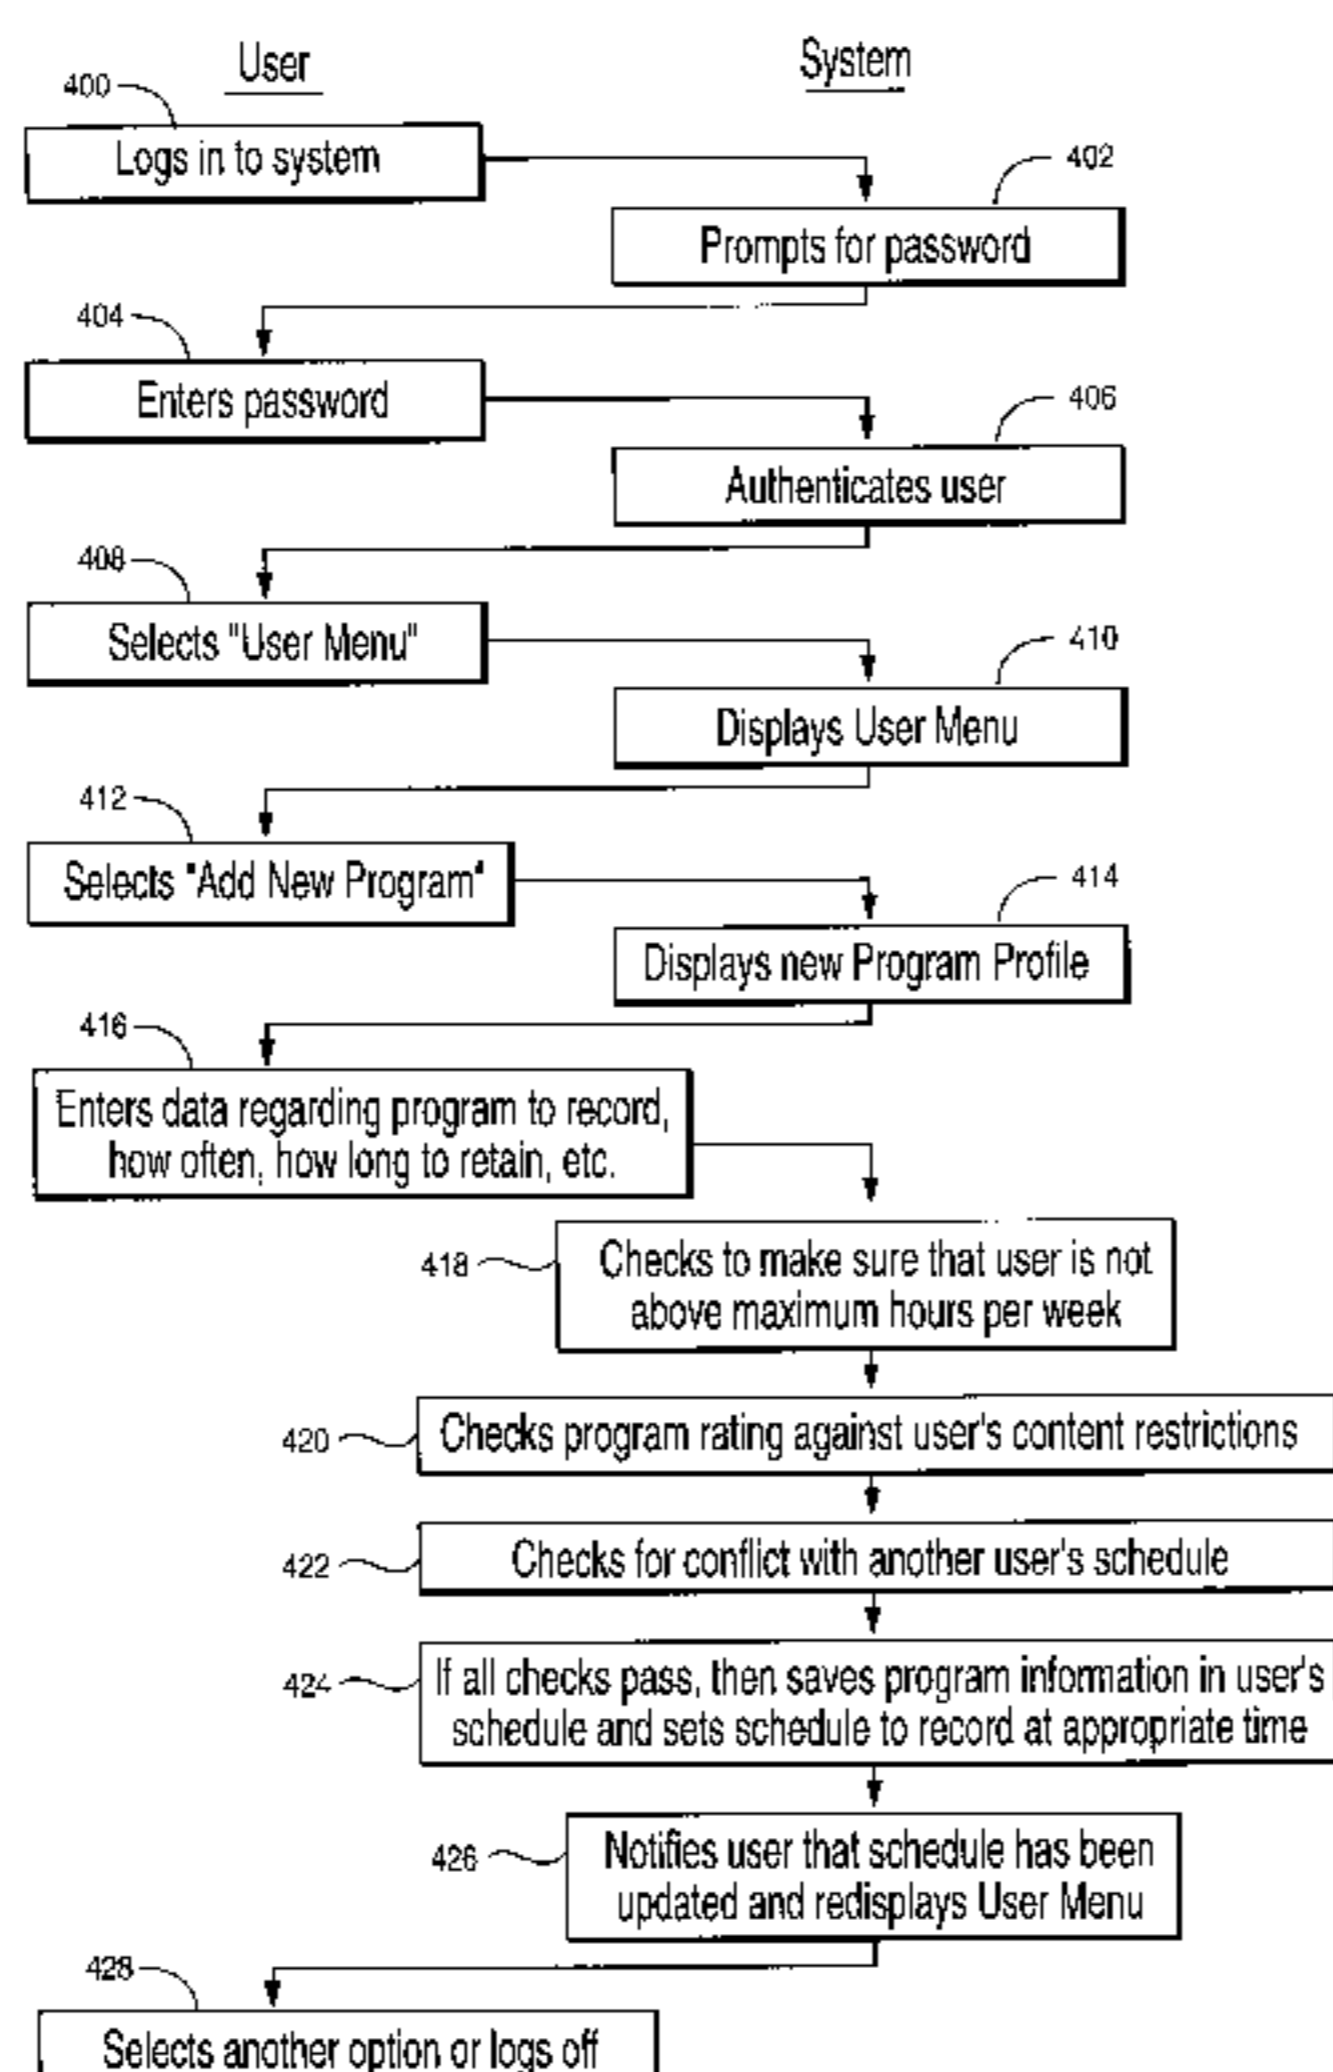 User
System
400
Logs in to system
402
Prompts for password
404
Enters password
406
Authenticates user
408
Selects "User Menu"
410
Displays User Menu
412
Selects "Add New Program"
414
Displays new Program Profile
416
Enters data regarding program to record,
how often, how long to retain, etc.
418
Checks to make sure that user is not
above maximum hours per week
420
Checks program rating against user's content restrictions
422
Checks for conflict with another user's schedule
424
If all checks pass, then saves program information in user's
schedule and sets schedule to record at appropriate time
426
Notifies user that schedule has been
updated and redisplays User Menu
428
Selects another option or logs off